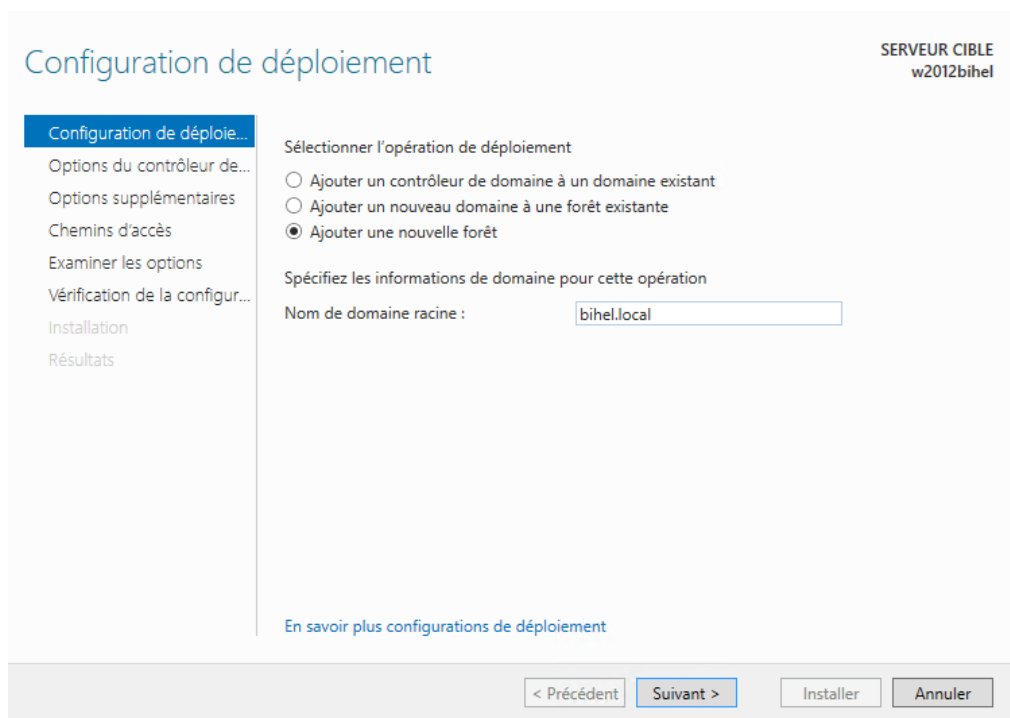 Configuration de déploiement
SERVEUR CIBLE
w2012bihel
Configuration de déploie...
Options du contrôleur de...
Options supplémentaires
Chemins d'accès
Examiner les options
Vérification de la configur...
Installation
Résultats
Sélectionner l'opération de déploiement
Ajouter un contrôleur de domaine à un domaine existant
Ajouter un nouveau domaine à une forêt existante
Ajouter une nouvelle forêt
Spécifiez les informations de domaine pour cette opération
Nom de domaine racine : bihel.local
En savoir plus configurations de déploiement
< Précédent Suivant > Installer Annuler